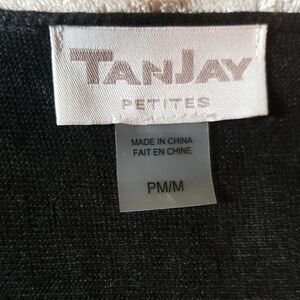 TANJAY
PETITES
MADE IN CHINA
FAIT EN CHINE
PM/M